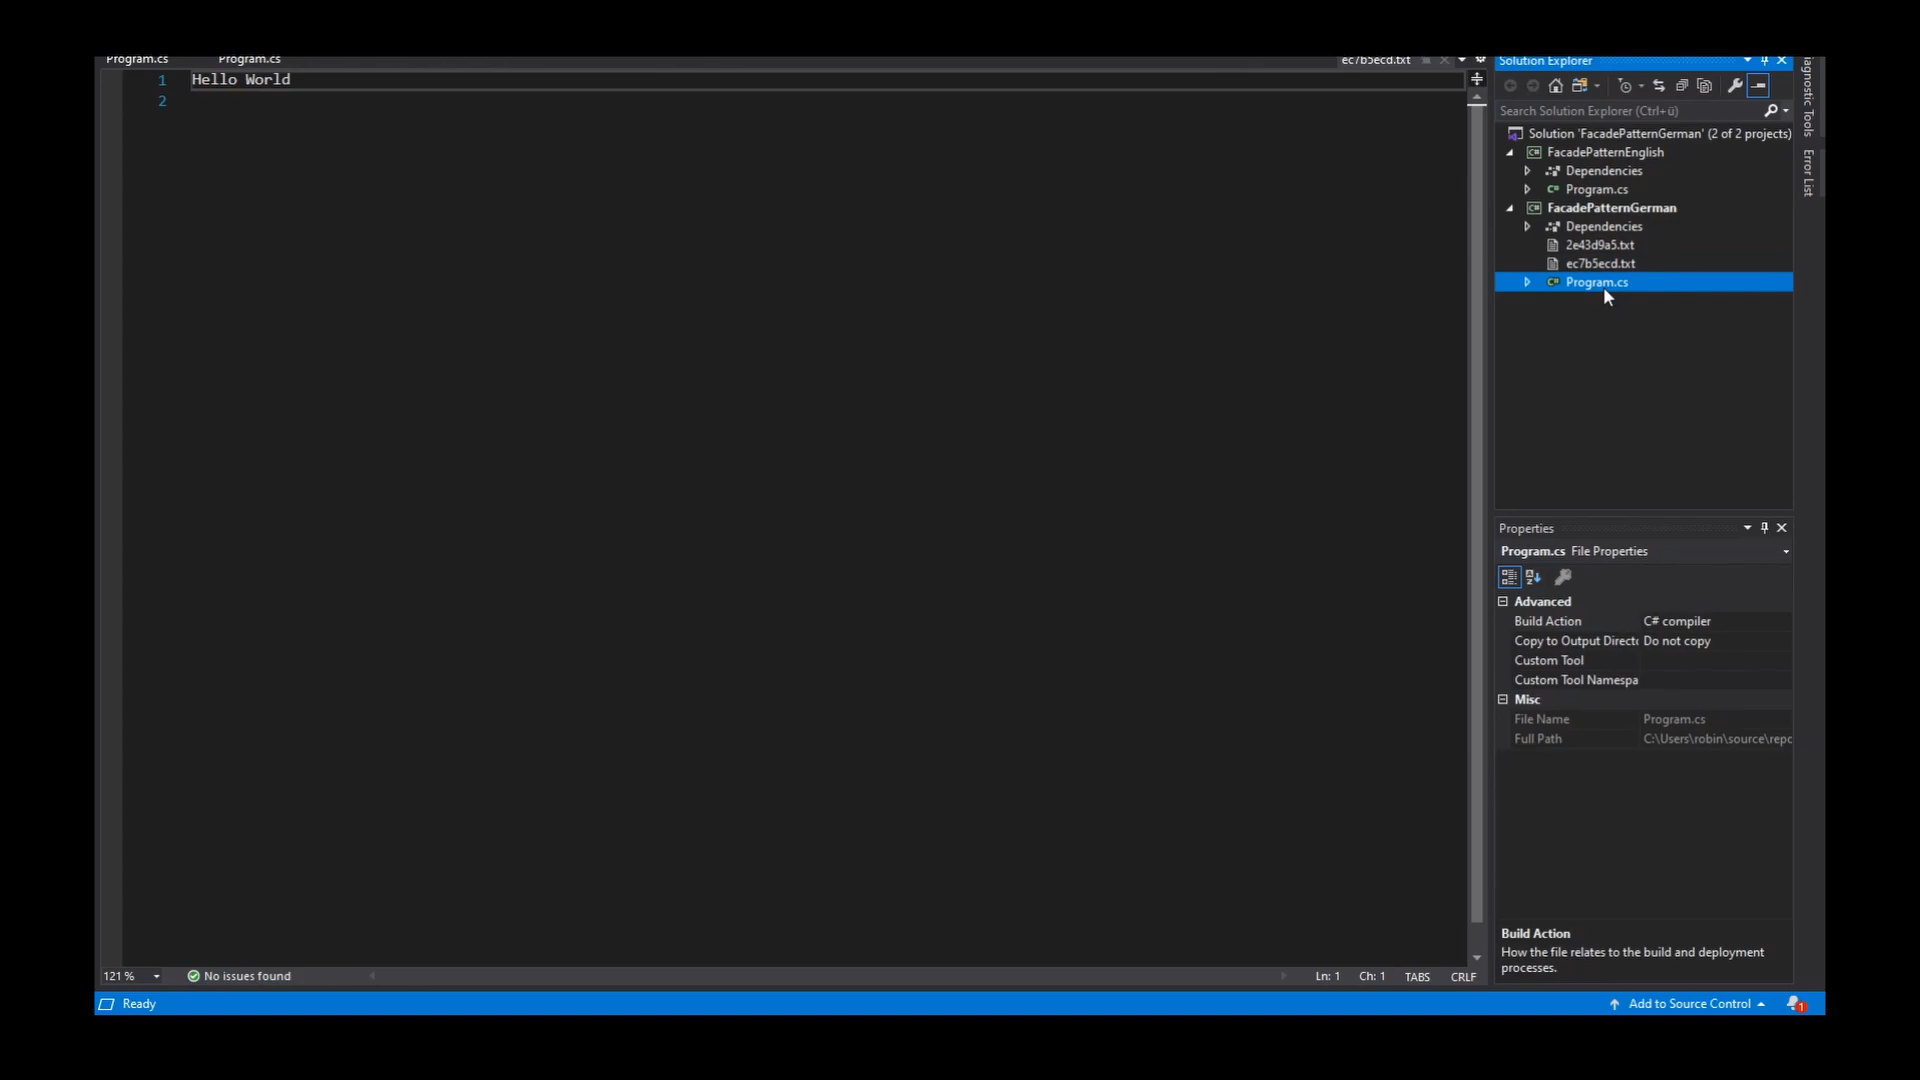 Program.cs
Program.cs
ec7b5ecd.txt
1 Hello World
2
121 %
No issues found
Ln: 1
Ch: 1
TABS
CRLF
Ready
Add to Source Control
1
Solution Explorer
Search Solution Explorer (Ctrl+ü)
Solution 'FacadePatternGerman' (2 of 2 projects)
C# FacadePatternEnglish
Dependencies
C# Program.cs
C# FacadePatternGerman
Dependencies
2e43d9a5.txt
ec7b5ecd.txt
C# Program.cs
Properties
Program.cs File Properties
Advanced
Build Action C# compiler
Copy to Output Directo Do not copy
Custom Tool
Custom Tool Namespa
Misc
File Name Program.cs
Full Path C:\Users\robin\source\repo
Build Action
How the file relates to the build and deployment
processes.
iagnostic Tools
Error List